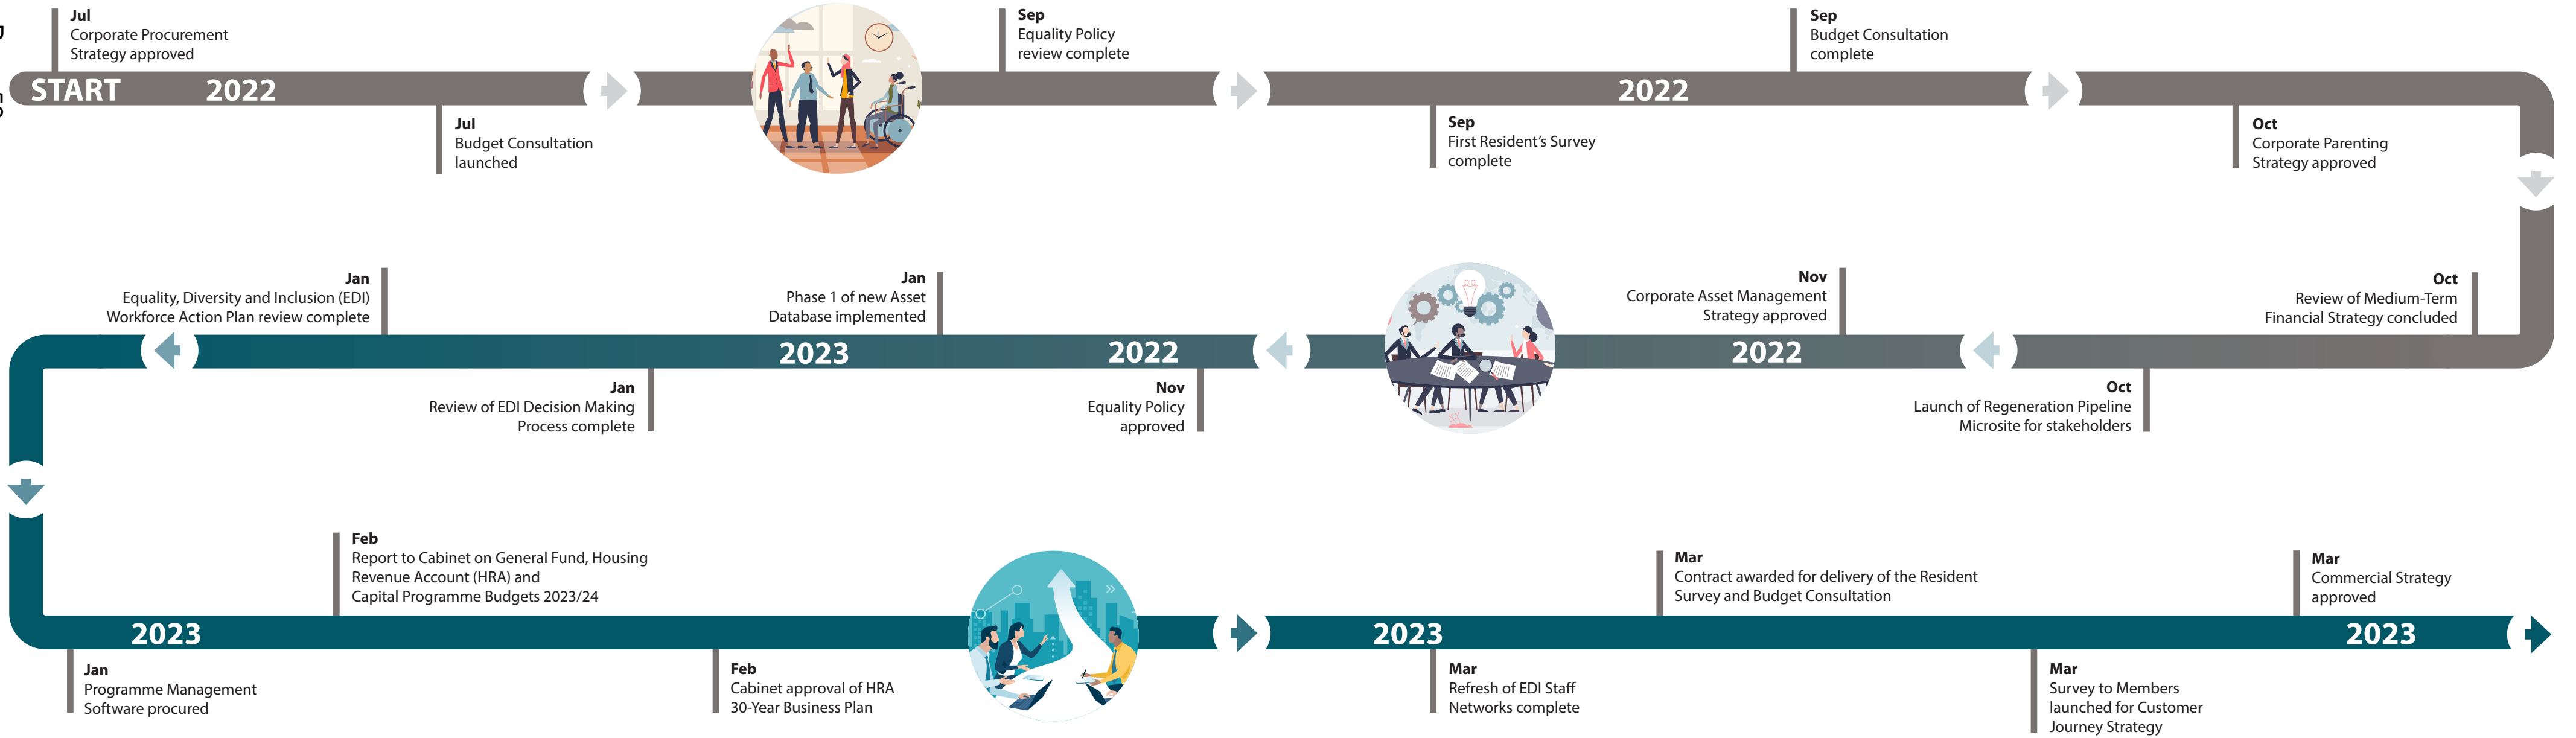 Jul
Corporate Procurement
Strategy approved
START 2022
Jul
Budget Consultation
launched
Sep
Equality Policy
review complete
Sep
First Resident’s Survey
complete
2022
Sep
Budget Consultation
complete
Oct
Corporate Parenting
Strategy approved
Oct
Review of Medium-Term
Financial Strategy concluded
Oct
Launch of Regeneration Pipeline
Microsite for stakeholders
Nov
Corporate Asset Management
Strategy approved
2022
Nov
Equality Policy
approved
2022
Jan
Phase 1 of new Asset
Database implemented
2023
Jan
Review of EDI Decision Making
Process complete
Jan
Equality, Diversity and Inclusion (EDI)
Workforce Action Plan review complete
2023
Jan
Programme Management
Software procured
Feb
Report to Cabinet on General Fund, Housing
Revenue Account (HRA) and
Capital Programme Budgets 2023/24
Feb
Cabinet approval of HRA
30-Year Business Plan
2023
Mar
Refresh of EDI Staff
Networks complete
Mar
Contract awarded for delivery of the Resident
Survey and Budget Consultation
Mar
Survey to Members
launched for Customer
Journey Strategy
Mar
Commercial Strategy
approved
2023